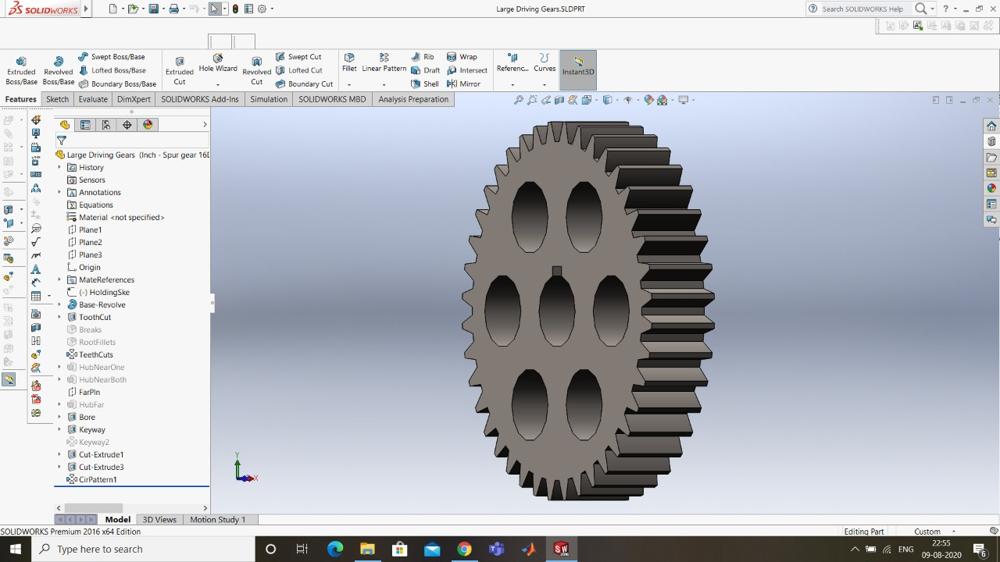 SOLIDWORKS
Large Driving Gears.SLDPRT
Search SOLIDWORKS Help
?
Extruded Boss/Base
Revolved Boss/Base
Swept Boss/Base
Lofted Boss/Base
Boundary Boss/Base
Extruded Cut
Hole Wizard
Revolved Cut
Swept Cut
Lofted Cut
Boundary Cut
Fillet
Linear Pattern
Rib
Draft
Shell
Wrap
Intersect
Mirror
Referenc...
Curves
Instant3D
Features
Sketch
Evaluate
DimXpert
SOLIDWORKS Add-Ins
Simulation
SOLIDWORKS MBD
Analysis Preparation
Large Driving Gears (Inch - Spur gear 16D
History
Sensors
Annotations
Equations
Material <not specified>
Plane1
Plane2
Plane3
Origin
MateReferences
(-) HoldingSke
Base-Revolve
ToothCut
Breaks
RootFillets
TeethCuts
HubNearOne
HubNearBoth
FarPln
HubFar
Bore
Keyway
Keyway2
Cut-Extrude1
Cut-Extrude3
CirPattern1
Y
X
Model
3D Views
Motion Study 1
SOLIDWORKS Premium 2016 x64 Edition
Editing Part
Custom
Type here to search
SW
2016
ENG
22:55
09-08-2020
6